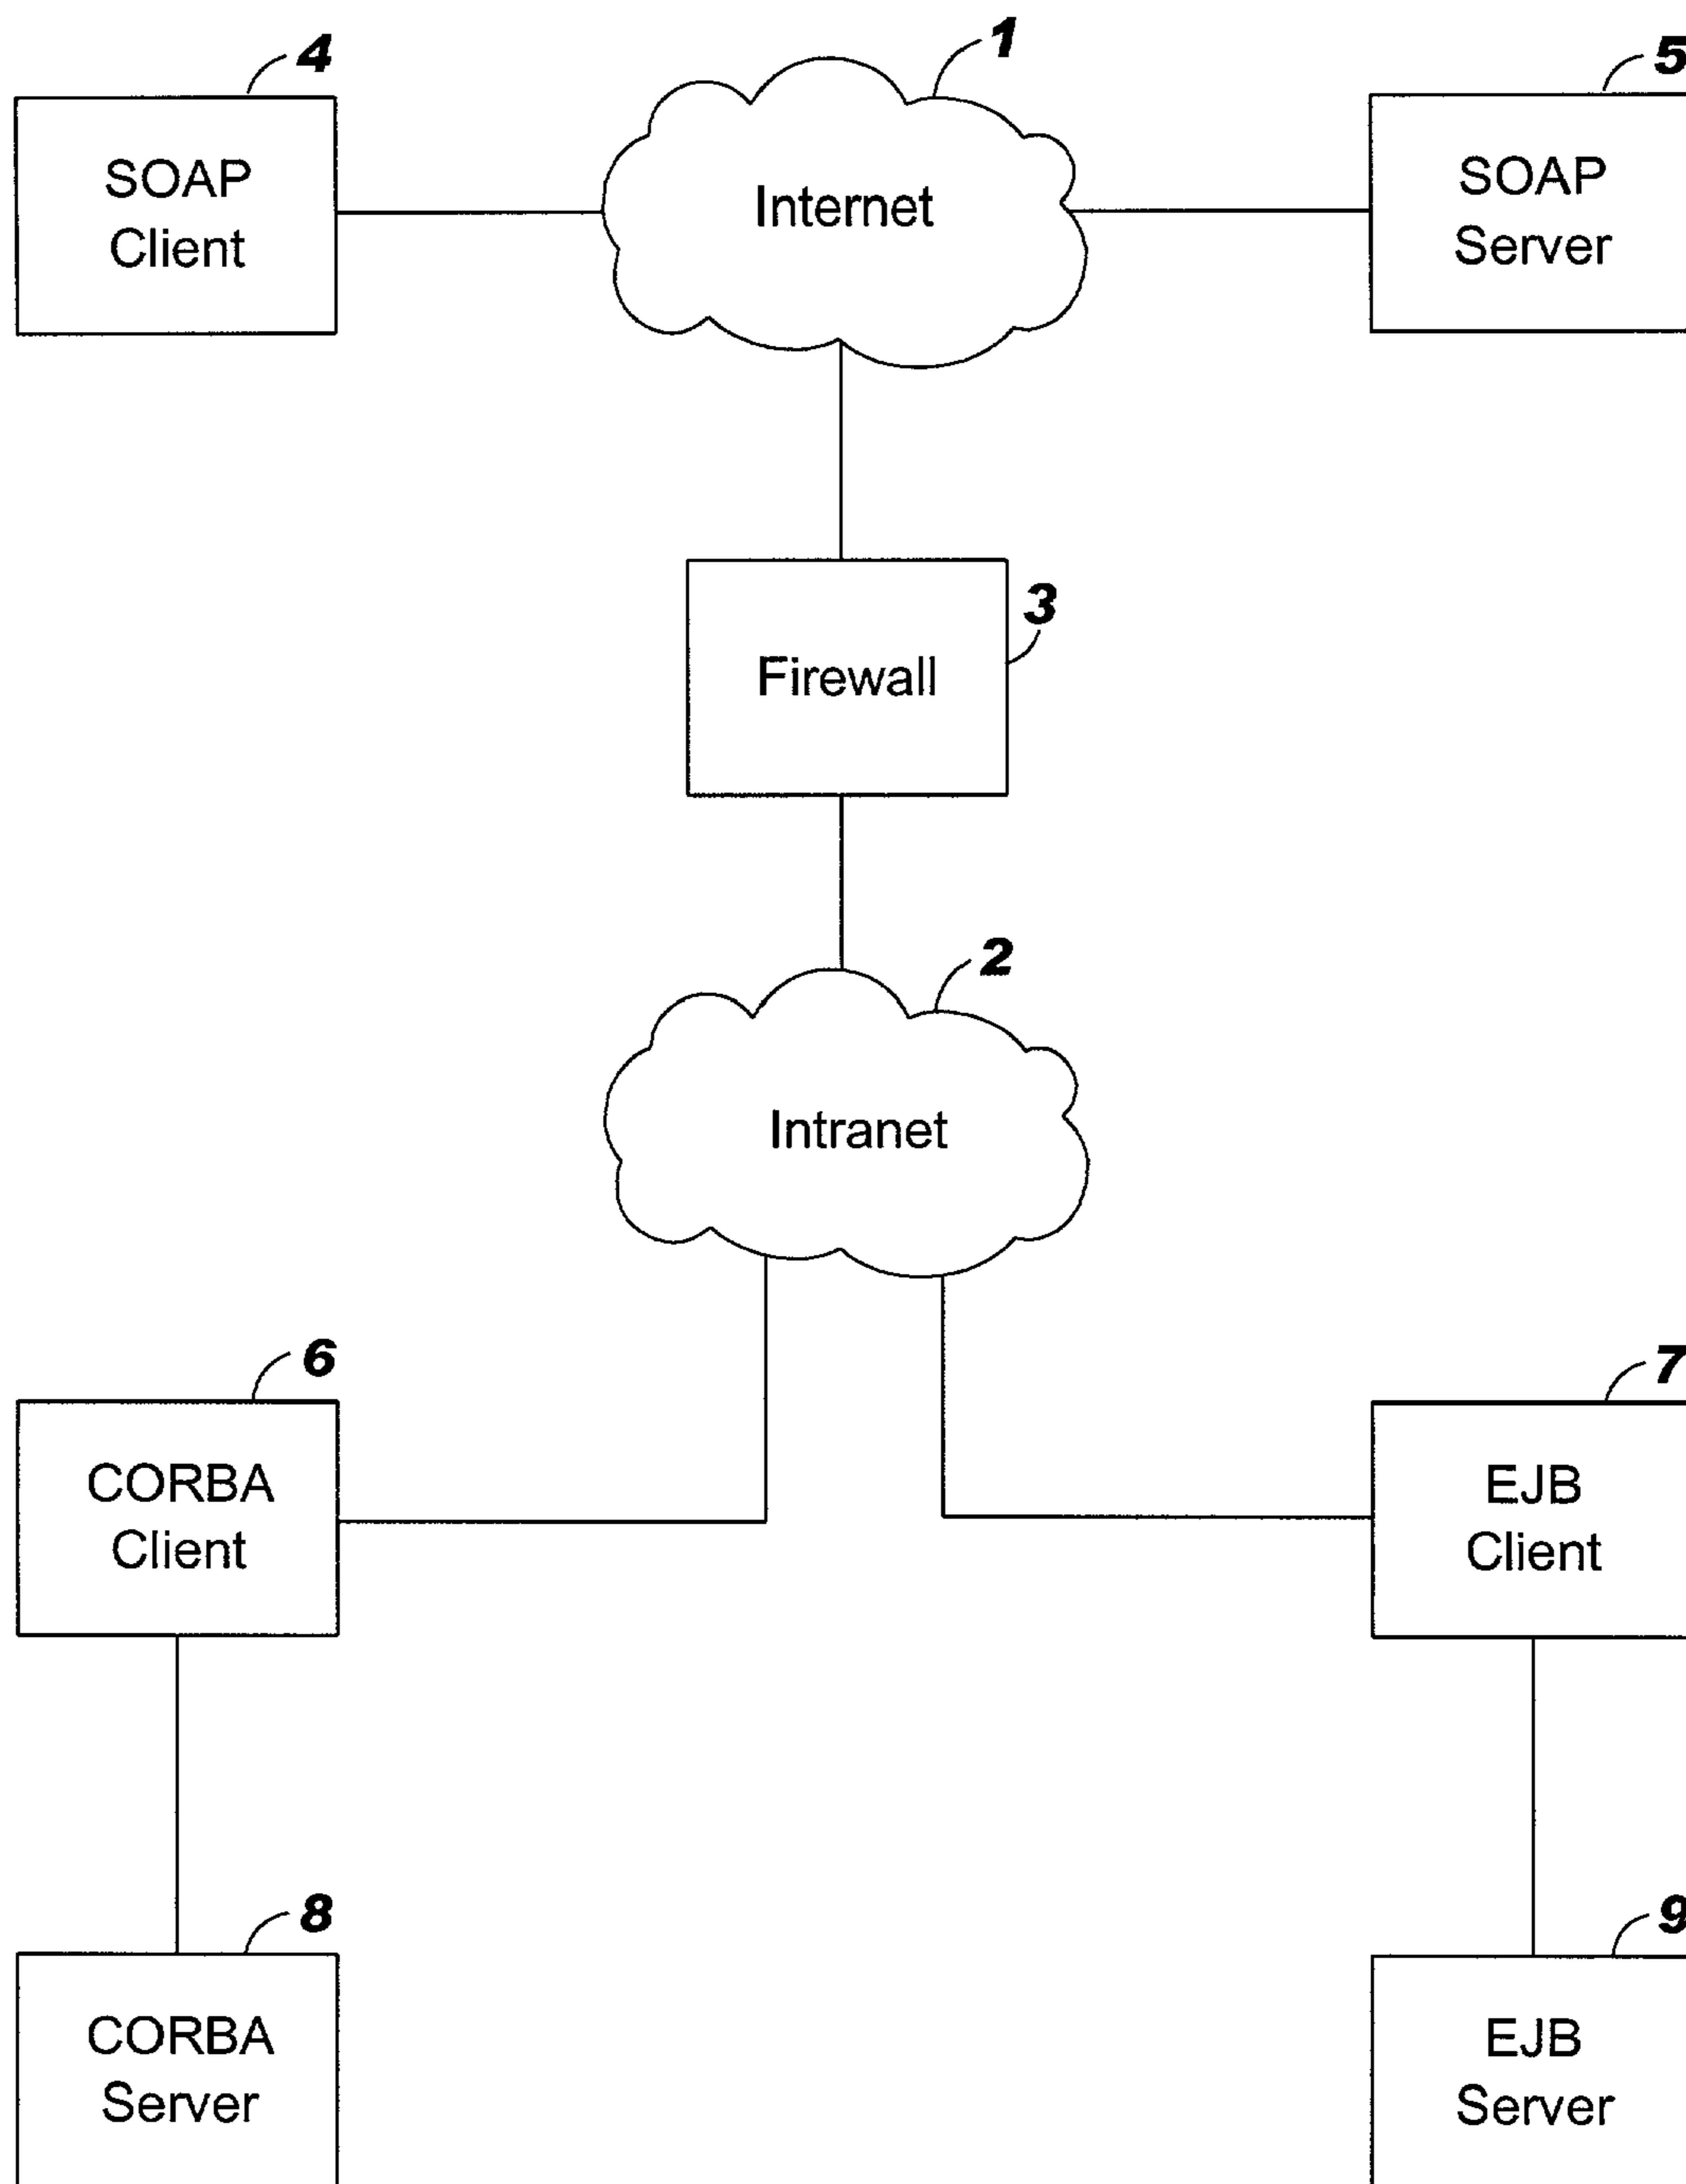 4
1
5
SOAP
Client
Internet
SOAP
Server
3
Firewall
2
Intranet
6
7
CORBA
Client
EJB
Client
8
9
CORBA
Server
EJB
Server